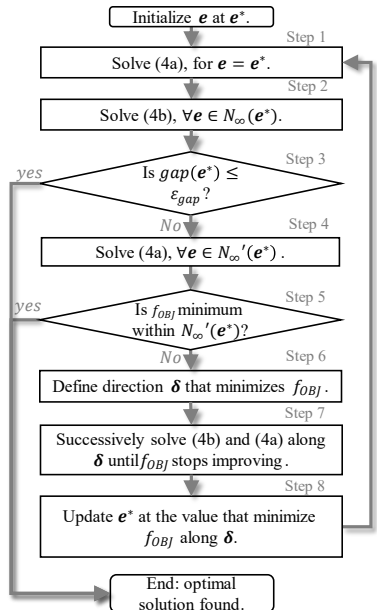 Initialize e at e*.
Step 1
Solve (4a), for e = e*.
Step 2
Solve (4b), ∀e ∈ N∞(e*).
Step 3
yes
Is gap(e*) ≤
εgap?
No
Step 4
Solve (4a), ∀e ∈ N∞'(e*) .
Step 5
yes
Is fOBJ minimum
within N∞'(e*)?
No
Step 6
Define direction δ that minimizes fOBJ.
Step 7
Successively solve (4b) and (4a) along
δ until fOBJ stops improving.
Step 8
Update e* at the value that minimize
fOBJ along δ.
End: optimal
solution found.